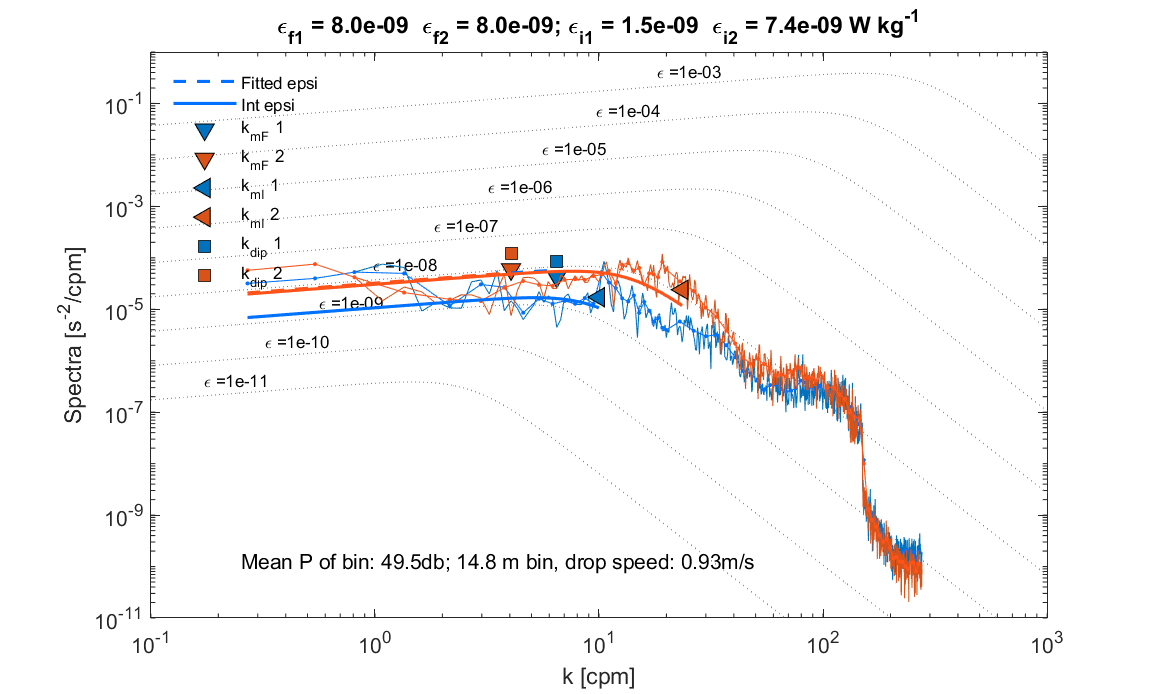 ϵf1 = 8.0e-09 ϵf2 = 8.0e-09; ϵi1 = 1.5e-09 ϵi2 = 7.4e-09 W kg-1
Fitted epsi
Int epsi
kmF 1
kmF 2
kmI 1
kmI 2
kdip 1
kdip 2
ϵ =1e-03
ϵ =1e-04
ϵ =1e-05
ϵ =1e-06
ϵ =1e-07
ϵ =1e-08
ϵ =1e-09
ϵ =1e-10
ϵ =1e-11
Mean P of bin: 49.5db; 14.8 m bin, drop speed: 0.93m/s
Spectra [s-2/cpm]
10-1
10-3
10-5
10-7
10-9
10-11
10-1 100 101 102 103
k [cpm]